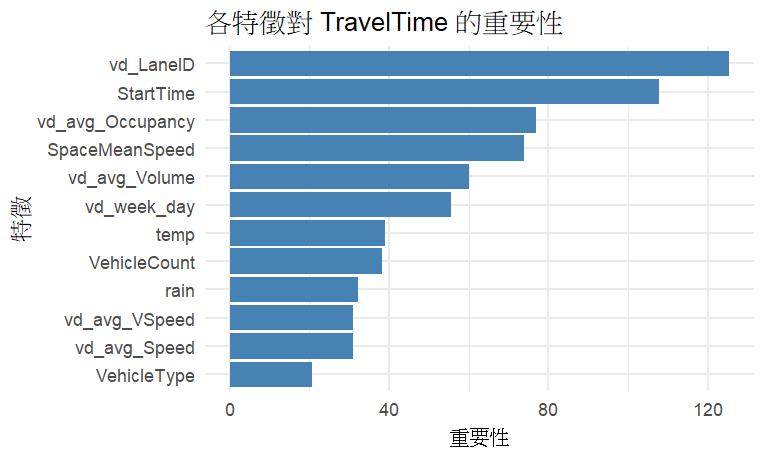 各特徵對 TravelTime 的重要性
特徵
vd_LaneID
StartTime
vd_avg_Occupancy
SpaceMeanSpeed
vd_avg_Volume
vd_week_day
temp
VehicleCount
rain
vd_avg_VSpeed
vd_avg_Speed
VehicleType
0 40 80 120
重要性